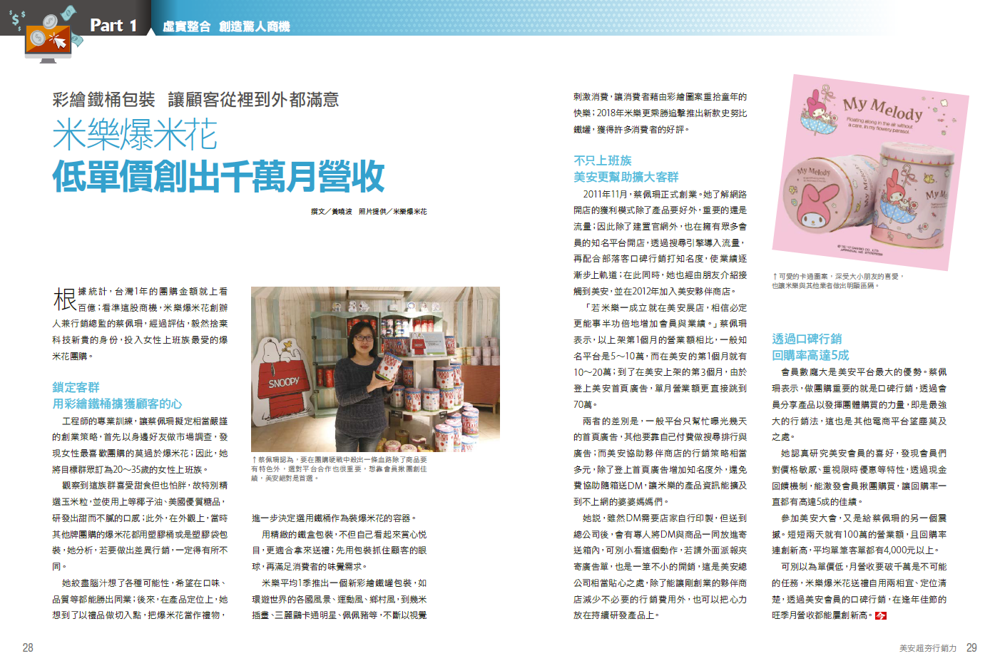 Part 1
虛實整合 創造驚人商機
彩繪鐵桶包裝 讓顧客從裡到外都滿意
米樂爆米花
低單價創出千萬月營收
撰文／黃曉波 照片提供／米樂爆米花
根據統計，台灣1年的團購金額就上看
百億；看準這股商機，米樂爆米花創辦
人兼行銷總監的蔡佩珊，經過評估，毅然捨棄
科技新貴的身份，投入女性上班族最愛的爆
米花團購。
鎖定客群
用彩繪鐵桶擄獲顧客的心
工程師的專業訓練，讓蔡佩珊擬定相當嚴謹
的創業策略，首先以身邊好友做市場調查，發
現女性最喜歡團購的莫過於爆米花；因此，她
將目標群眾訂為20～35歲的女性上班族。
觀察到這族群喜愛甜食但也怕胖，故特別精
選玉米粒，並使用上等椰子油、美國優質糖品，
研發出甜而不膩的口感；此外，在外觀上，當時
其他牌團購的爆米花都用塑膠桶或是塑膠袋包
裝，她分析，若要做出差異行銷，一定得有所不
同。
她絞盡腦汁想了各種可能性，希望在口味、
品質等都能勝出同業；後來，在產品定位上，她
想到了以禮品做切入點，把爆米花當作禮物，
SNOOPY
↑蔡佩珊認為，要在團購硬戰中殺出一條血路除了商品要
有特色外，選對平台合作也很重要，想靠會員揪團創佳
績，美安絕對是首選。
進一步決定選用鐵桶作為裝爆米花的容器。
用精緻的鐵盒包裝，不但自己看起來賞心悅
目，更適合拿來送禮；先用包裝抓住顧客的眼
球，再滿足消費者的味覺需求。
米樂平均1季推出一個新彩繪鐵罐包裝，如
環遊世界的各國風景、運動風、鄉村風，到幾米
插畫、三麗鷗卡通明星、佩佩豬等，不斷以視覺
刺激消費，讓消費者藉由彩繪圖案重拾童年的
快樂；2018年米樂更乘勝追擊推出新款史努比
鐵罐，獲得許多消費者的好評。
不只上班族
美安更幫助擴大客群
2011年11月，蔡佩珊正式創業。她了解網路
開店的獲利模式除了產品要好外，重要的還是
流量；因此除了建置官網外，也在擁有眾多會
員的知名平台開店，透過搜尋引擎導入流量，
再配合部落客口碑行銷打知名度，使業績逐
漸步上軌道；在此同時，她也經由朋友介紹接
觸到美安，並在2012年加入美安夥伴商店。
「若米樂一成立就在美安展店，相信必定
更能事半功倍地增加會員與業績。」蔡佩珊
表示，以上架第1個月的營業額相比，一般知
名平台是5～10萬，而在美安的第1個月就有
10～20萬；到了在美安上架的第3個月，由於
登上美安首頁廣告，單月營業額更直接跳到
70萬。
兩者的差別是，一般平台只幫忙曝光幾天
的首頁廣告，其他要靠自己付費做搜尋排行與
廣告；而美安協助夥伴商店的行銷策略相當
多元，除了登上首頁廣告增加知名度外，還免
費協助隨箱送DM，讓米樂的產品資訊能擴及
到不上網的婆婆媽媽們。
她說，雖然DM需要店家自行印製，但送到
總公司後，會有專人將DM與商品一同放進寄
送箱內，可別小看這個動作，若請外面派報夾
寄廣告單，也是一筆不小的開銷，這是美安總
公司相當貼心之處，除了能讓剛創業的夥伴商
店減少不必要的行銷費用外，也可以把心力
放在持續研發產品上。
My Melody
Floating along in the air without
a care. In my flowery parasol.
My Melody
My Melody
↑可愛的卡通圖案，深受大小朋友的喜愛，
也讓米樂與其他業者做出明顯區隔。
透過口碑行銷
回購率高達5成
會員數龐大是美安平台最大的優勢。蔡佩
珊表示，做團購重要的就是口碑行銷，透過會
員分享產品以發揮團體購買的力量，即是最強
大的行銷法，這也是其他電商平台望塵莫及
之處。
她認真研究美安會員的喜好，發現會員們
對價格敏感、重視限時優惠等特性，透過現金
回饋機制，能激發會員揪團購買，讓回購率一
直都有高達5成的佳績。
參加美安大會，又是給蔡佩珊的另一個震
撼。短短兩天就有100萬的營業額，且回購率
連創新高，平均單筆客單都有4,000元以上。
可別以為單價低，月營收要破千萬是不可能
的任務，米樂爆米花送禮自用兩相宜、定位清
楚，透過美安會員的口碑行銷，在逢年佳節的
旺季月營收都能屢創新高。今
28
美安超夯行銷力 29